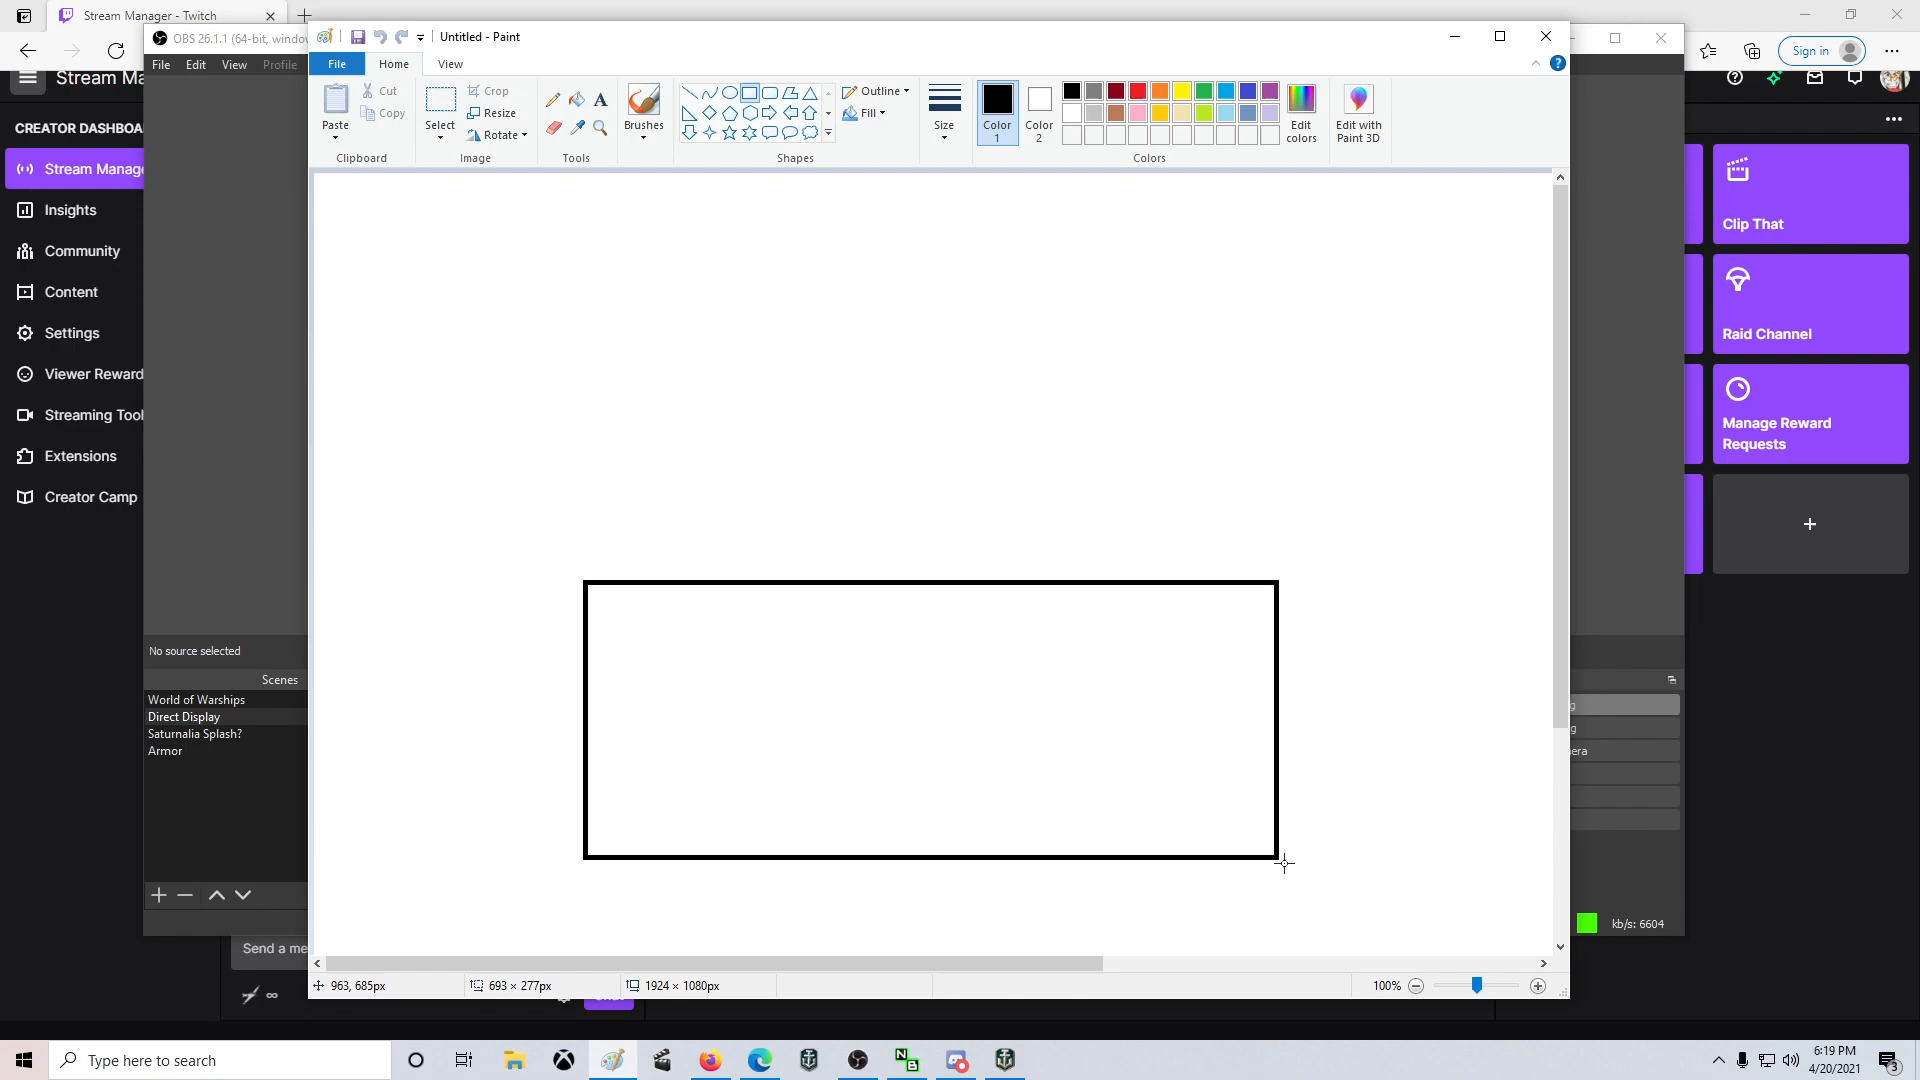 Stream Manager - Twitch
OBS 26.1.1 (64-bit, window
Untitled - Paint
Sign in
File Edit View Profile
File Home View
Stream Ma
Cut
Copy
Paste
Clipboard
Select
Crop
Resize
Rotate
Image
Tools
Brushes
Shapes
Outline
Fill
Size
Color 1
Color 2
Colors
Edit colors
Edit with Paint 3D
CREATOR DASHBOA
Stream Manage
Insights
Community
Content
Settings
Viewer Reward
Streaming Tool
Extensions
Creator Camp
Clip That
Raid Channel
Manage Reward
Requests
No source selected
Scenes
World of Warships
Direct Display
Saturnalia Splash?
Armor
g
g
era
kb/s: 6604
Send a me
963, 685px
693 × 277px
1924 × 1080px
100%
Type here to search
6:19 PM
4/20/2021
3